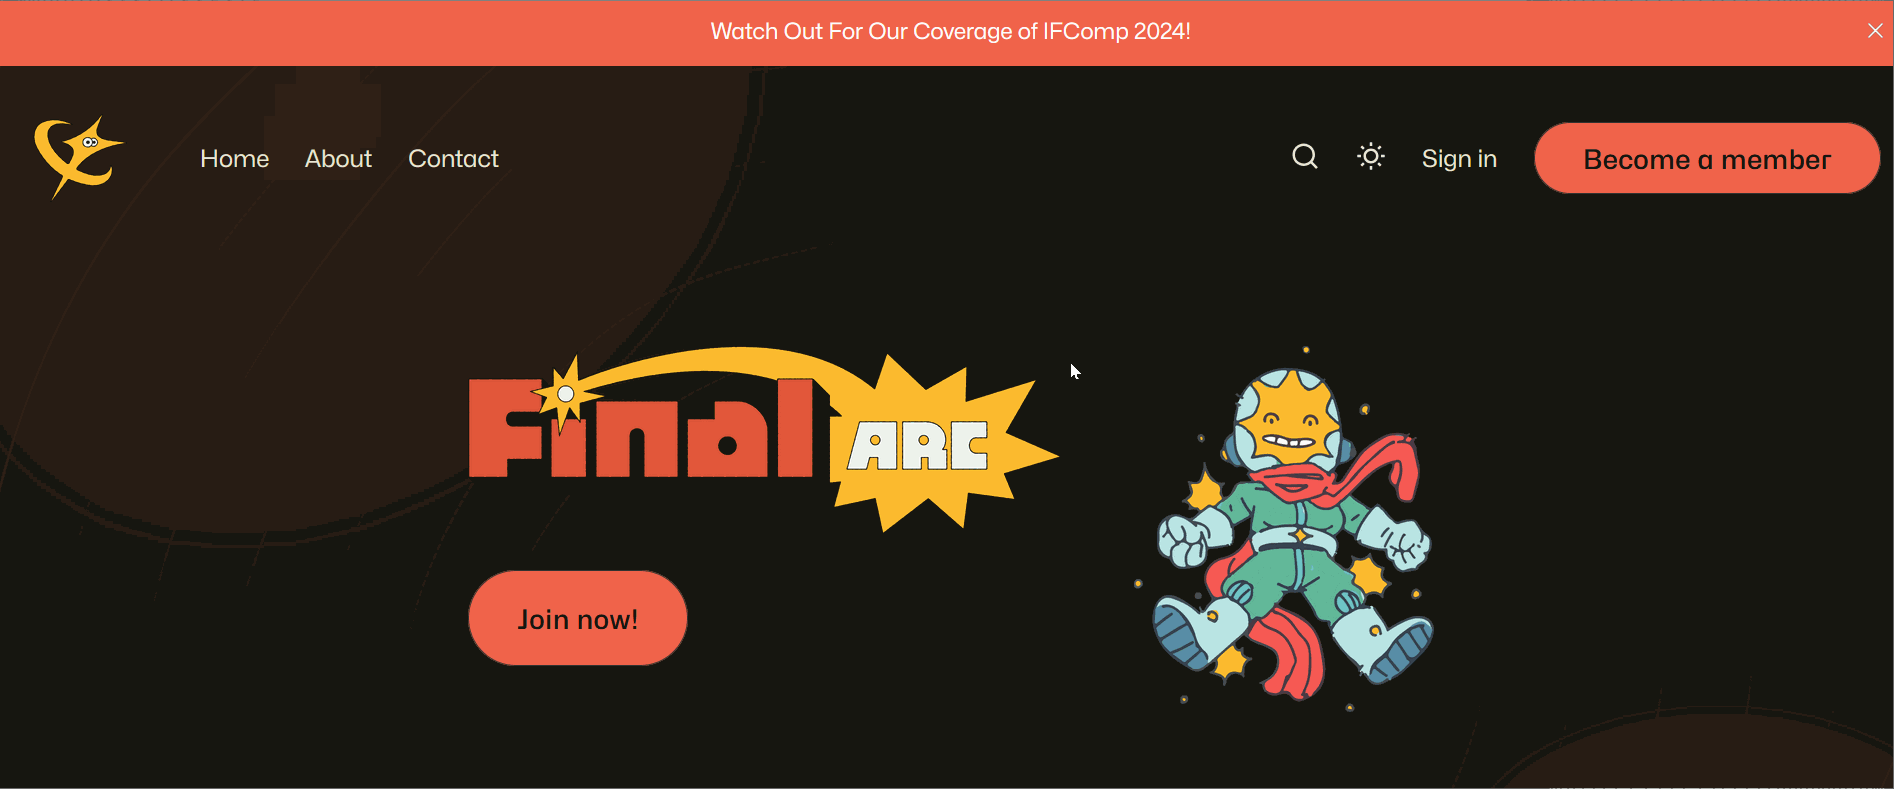 Watch Out For Our Coverage of IFComp 2024!
Home About Contact Sign in Become a member
Final ARC
Join now!